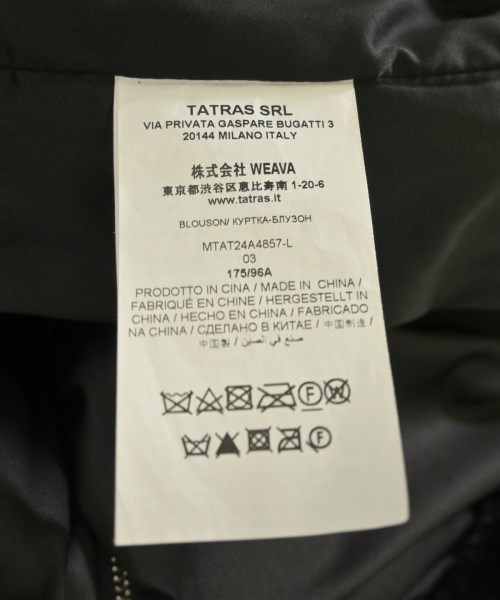 TATRAS SRL
VIA PRIVATA GASPARE BUGATTI 3
20144 MILANO ITALY
株式会社 WEAVA
東京都渋谷区恵比寿南 1-20-6
www.tatras.it
BLOUSON/ КУРТКА-БЛУЗОН
MTAT24A4857-L
03
175/96A
PRODOTTO IN CINA / MADE IN CHINA /
FABRIQUÉ EN CHINE / HERGESTELLT IN
CHINA / HECHO EN CHINA / FABRICADO
NA CHINA / СДЕЛАНО В КИТАЕ / 中国制造 /
中国製 / صنع في الصين /
F W
F